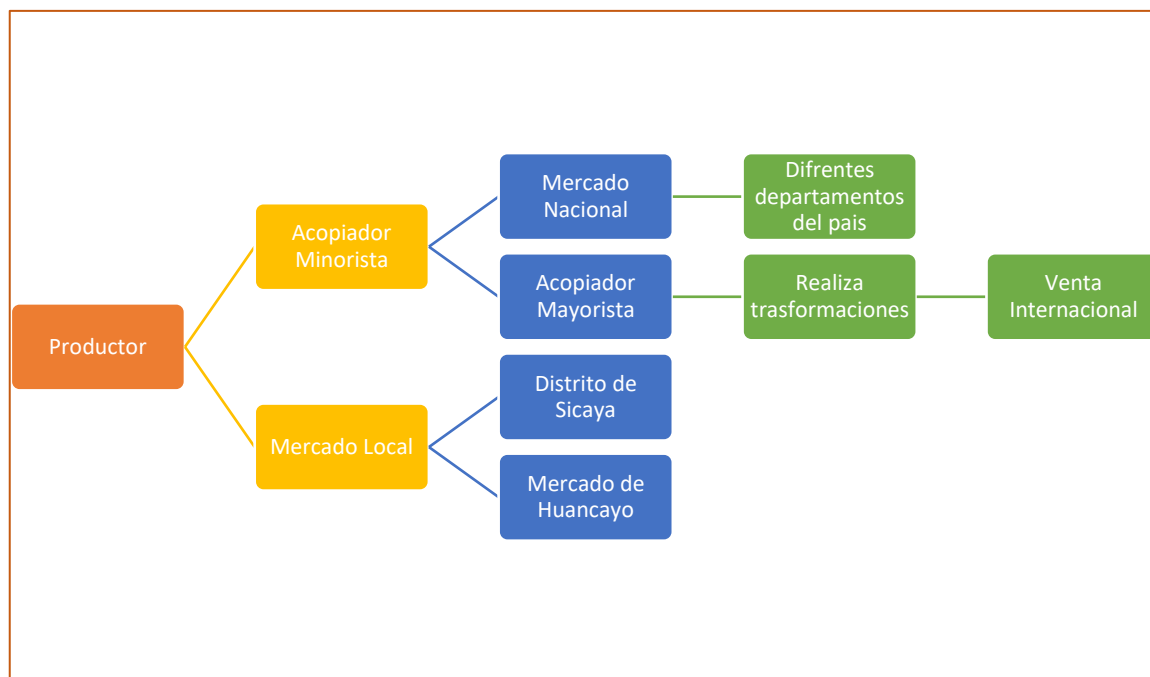 Productor
Acopiador
Minorista
Mercado Local
Mercado
Nacional
Acopiador
Mayorista
Distrito de
Sicaya
Mercado de
Huancayo
Difrentes
departamentos
del pais
Realiza
trasformaciones
Venta
Internacional